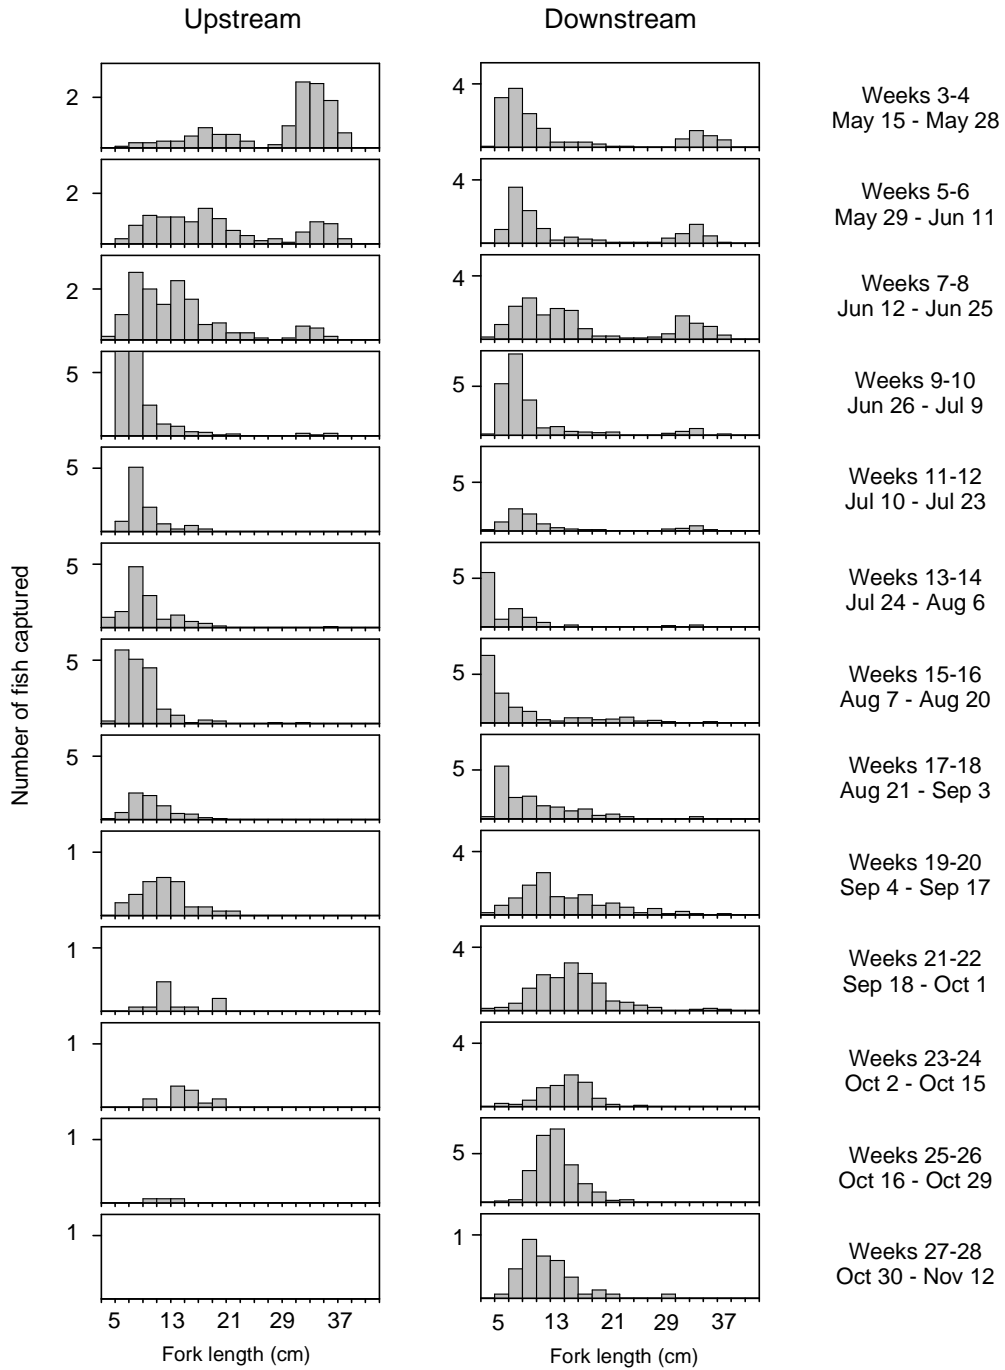 Upstream Downstream
2 4 Weeks 3-4
May 15 - May 28
2 4 Weeks 5-6
May 29 - Jun 11
2 4 Weeks 7-8
Jun 12 - Jun 25
5 5 Weeks 9-10
Jun 26 - Jul 9
5 5 Weeks 11-12
Jul 10 - Jul 23
5 5 Weeks 13-14
Jul 24 - Aug 6
5 5 Weeks 15-16
Aug 7 - Aug 20
5 5 Weeks 17-18
Aug 21 - Sep 3
1 4 Weeks 19-20
Sep 4 - Sep 17
1 4 Weeks 21-22
Sep 18 - Oct 1
1 4 Weeks 23-24
Oct 2 - Oct 15
1 5 Weeks 25-26
Oct 16 - Oct 29
1 1 Weeks 27-28
Oct 30 - Nov 12
Number of fish captured
5 13 21 29 37 5 13 21 29 37
Fork length (cm) Fork length (cm)